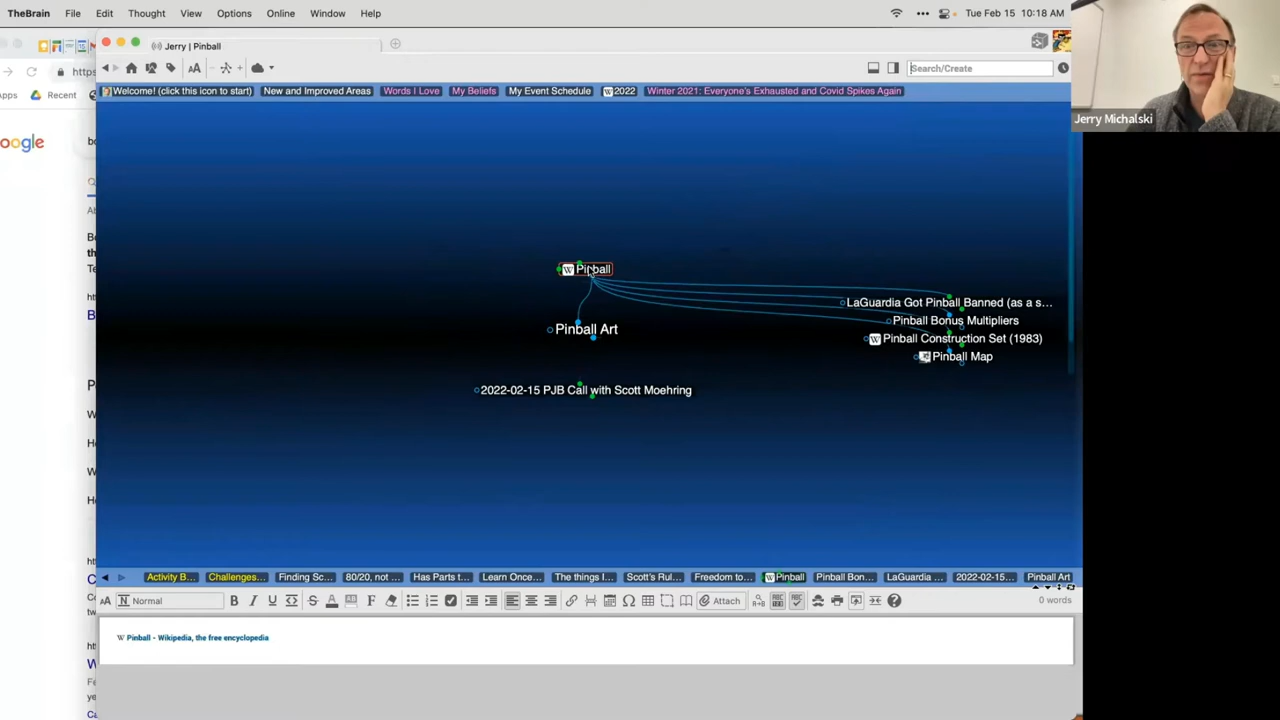 TheBrain File Edit Thought View Options Online Window Help Tue Feb 15 10:18 AM
Jerry | Pinball
https
Search/Create
Apps Recent
Welcome! (click this icon to start) New and Improved Areas Words I Love My Beliefs My Event Schedule W 2022 Winter 2021: Everyone's Exhausted and Covid Spikes Again
Jerry Michalski
oogle bo
W Pinball
LaGuardia Got Pinball Banned (as a s...
Pinball Bonus Multipliers
Pinball Art
W Pinball Construction Set (1983)
Pinball Map
2022-02-15 PJB Call with Scott Moehring
Activity B... Challenges... Finding Sc... 80/20, not ... Has Parts t... Learn Once... The things I... Scott's Rul... Freedom to... W Pinball Pinball Bon... LaGuardia ... 2022-02-15... Pinball Art
N Normal B I U S A Attach 0 words
W Pinball - Wikipedia, the free encyclopedia